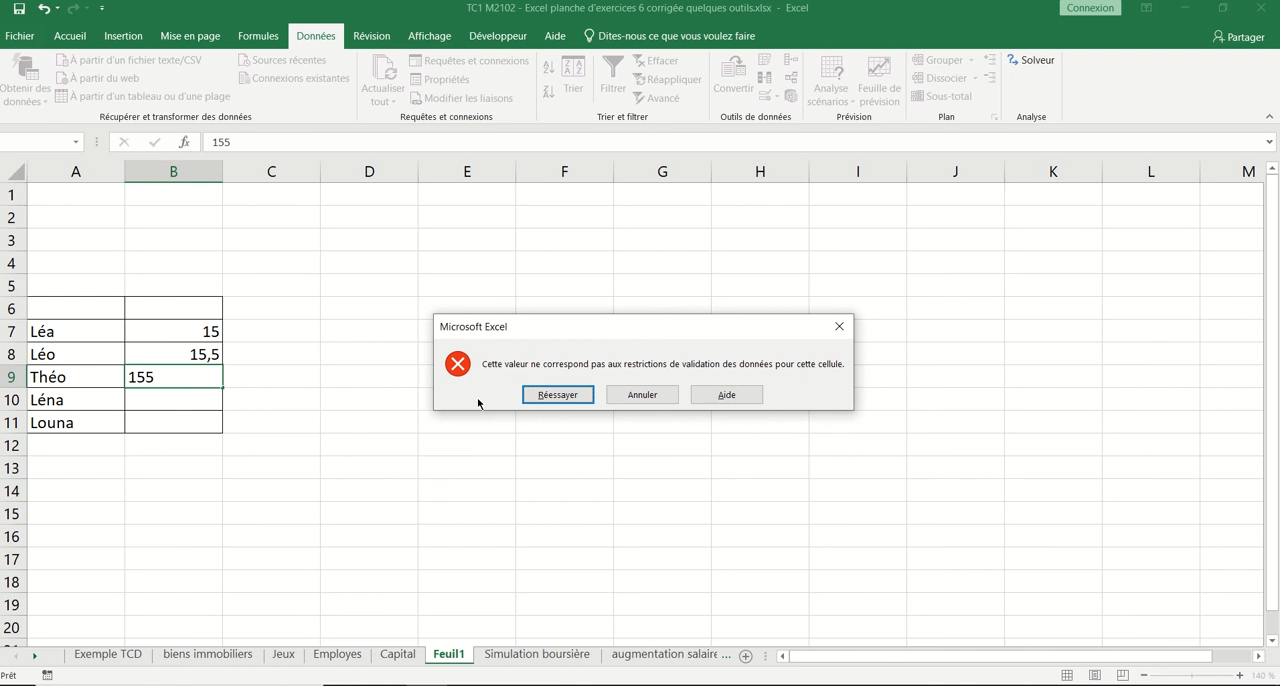 TC1 M2102 - Excel planche d'exercices 6 corrigée quelques outils.xlsx - Excel
Connexion
Fichier Accueil Insertion Mise en page Formules Données Révision Affichage Développeur Aide Dites-nous ce que vous voulez faire Partager
Obtenir des données
À partir d'un fichier texte/CSV
À partir du web
À partir d'un tableau ou d'une plage
Sources récentes
Connexions existantes
Récupérer et transformer des données
Actualiser tout
Requêtes et connexions
Propriétés
Modifier les liaisons
Requêtes et connexions
Trier
Filtrer
Effacer
Réappliquer
Avancé
Trier et filtrer
Convertir
Outils de données
Analyse scénarios
Feuille de prévision
Prévision
Grouper
Dissocier
Sous-total
Plan
Solveur
Analyse
fx 155
A B C D E F G H I J K L M
1
2
3
4
5
6
7 Léa 15
8 Léo 15,5
9 Théo 155
10 Léna
11 Louna
12
13
14
15
16
17
18
19
20
Microsoft Excel
Cette valeur ne correspond pas aux restrictions de validation des données pour cette cellule.
Réessayer Annuler Aide
Exemple TCD biens immobiliers Jeux Employes Capital Feuil1 Simulation boursière augmentation salaire ...
Prêt
140 %